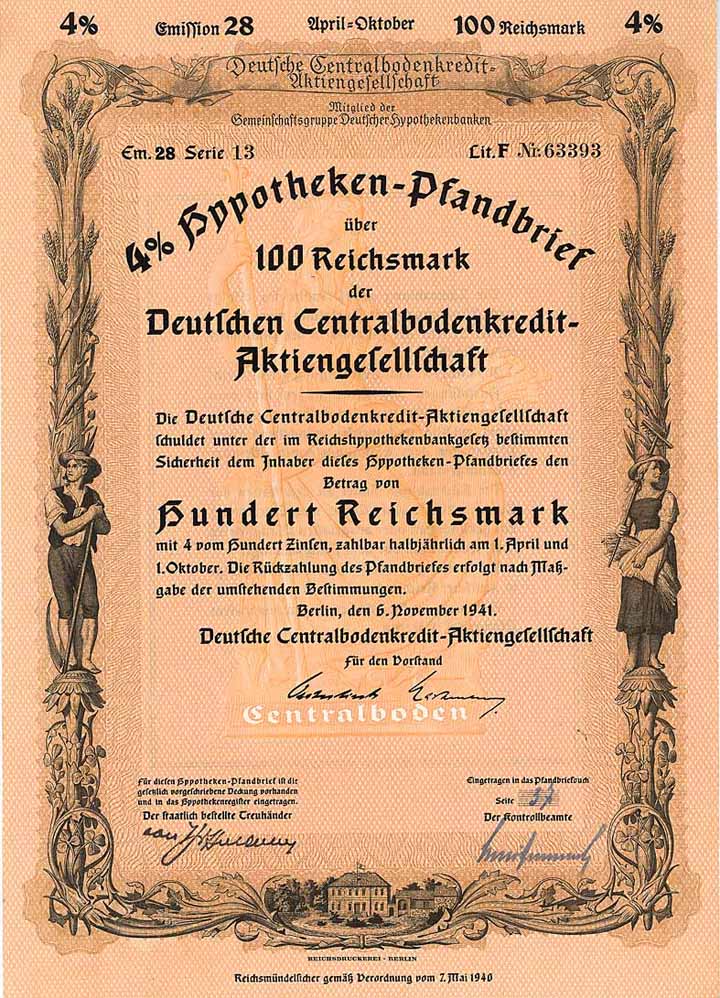 4% Emission 28 April-Oktober 100 Reichsmark 4%
Deutsche Centralbodenkredit-
Aktiengesellschaft
Mitglied der
Gemeinschaftsgruppe Deutscher Hypothekenbanken
Em. 28 Serie 13 Lit. F Nr. 63393
4% Hypotheken-Pfandbrief
über
100 Reichsmark
der
Deutschen Centralbodenkredit-
Aktiengesellschaft
Die Deutsche Centralbodenkredit-Aktiengesellschaft
schuldet unter der im Reichshypothekenbankgesetz bestimmten
Sicherheit dem Inhaber dieses Hypotheken-Pfandbriefes den
Betrag von
Hundert Reichsmark
mit 4 vom Hundert Zinsen, zahlbar halbjährlich am 1. April und
1. Oktober. Die Rückzahlung des Pfandbriefes erfolgt nach Maß-
gabe der umstehenden Bestimmungen.
Berlin, den 6. November 1941.
Deutsche Centralbodenkredit-Aktiengesellschaft
Für den Vorstand
Centralboden
Für diesen Hypotheken-Pfandbrief ist die
gesetzlich vorgeschriebene Deckung vorhanden
und in das Hypothekenregister eingetragen.
Der staatlich bestellte Treuhänder
Eingetragen in das Pfandbriefbuch
Seite 37
Der Kontrollbeamte
REICHSDRUCKEREI - BERLIN
Reichsmündelsicher gemäß Verordnung vom 7. Mai 1940